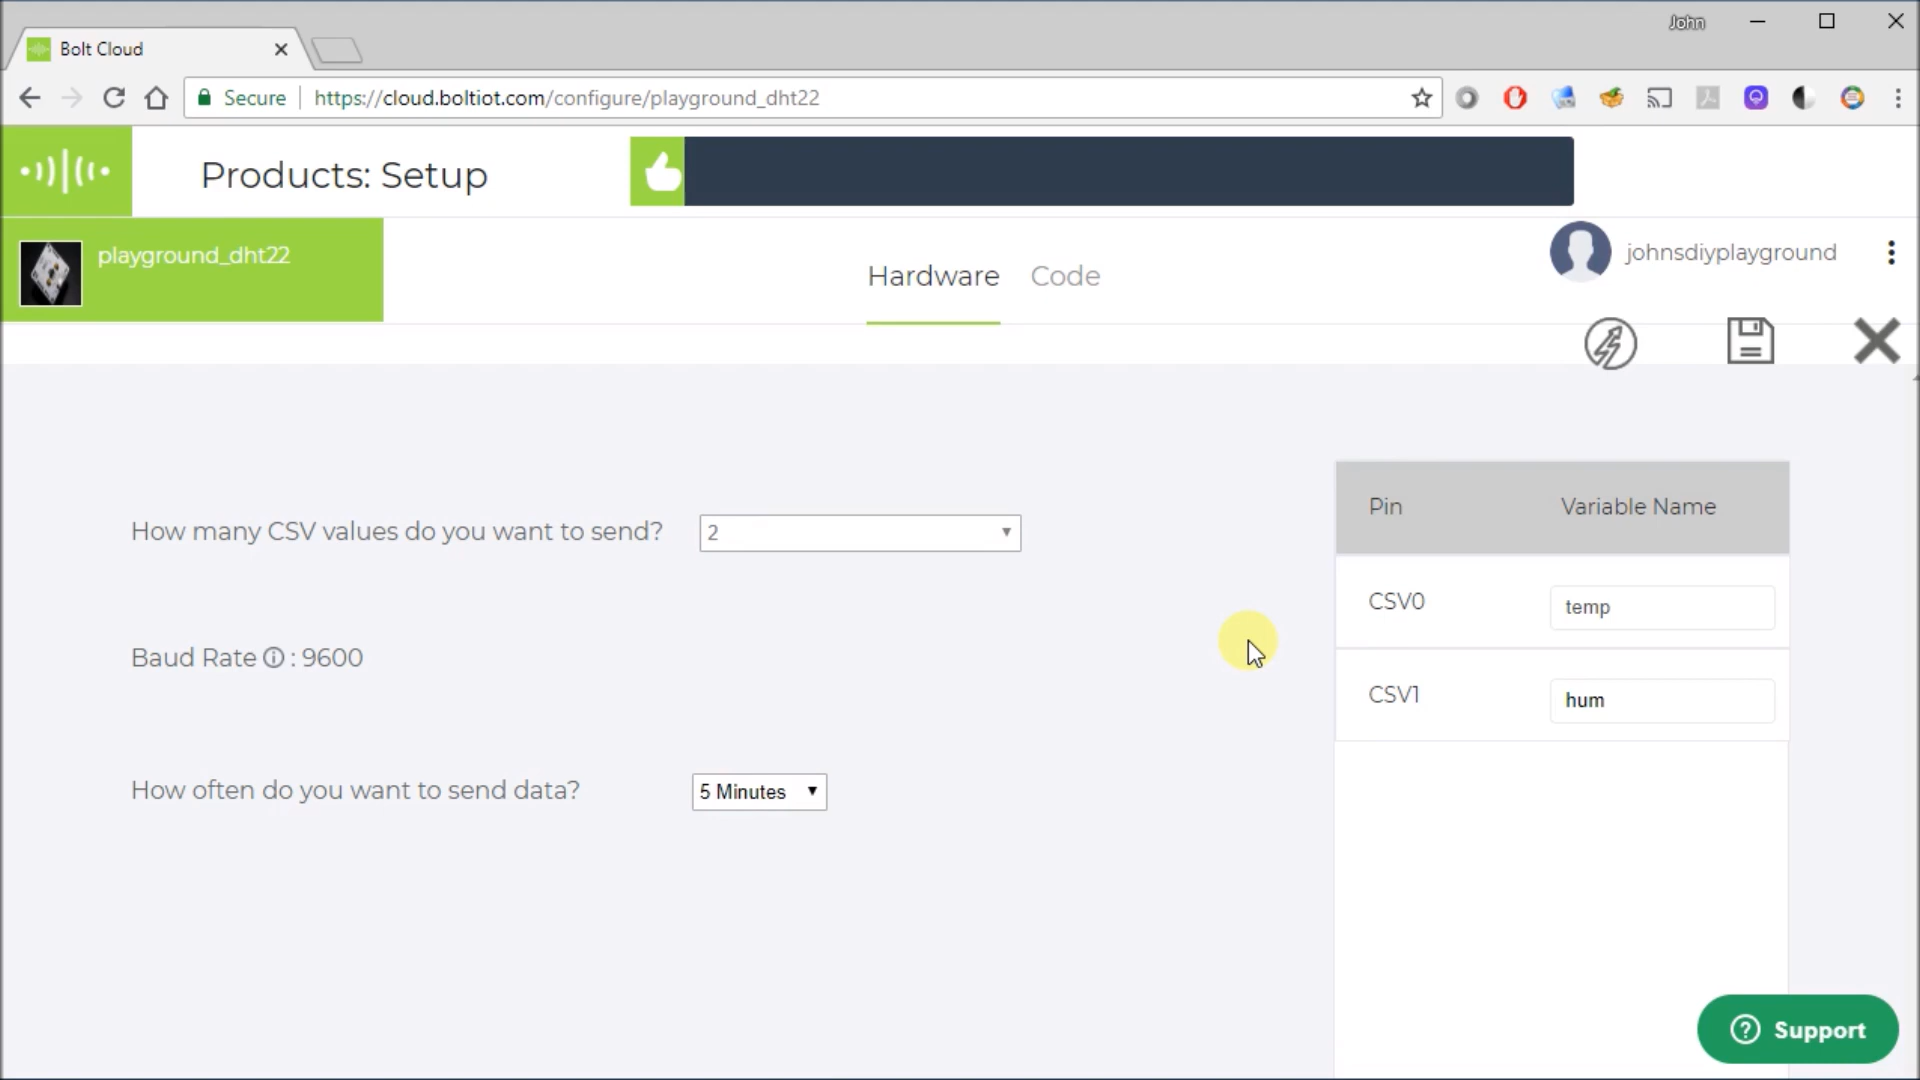 John
Bolt Cloud
Secure
https://cloud.boltiot.com/configure/playground_dht22
Products: Setup
playground_dht22
Hardware
Code
johnsdiyplayground
How many CSV values do you want to send?
2
Pin
Variable Name
CSV0
temp
Baud Rate ⓘ : 9600
CSV1
hum
How often do you want to send data?
5 Minutes
Support